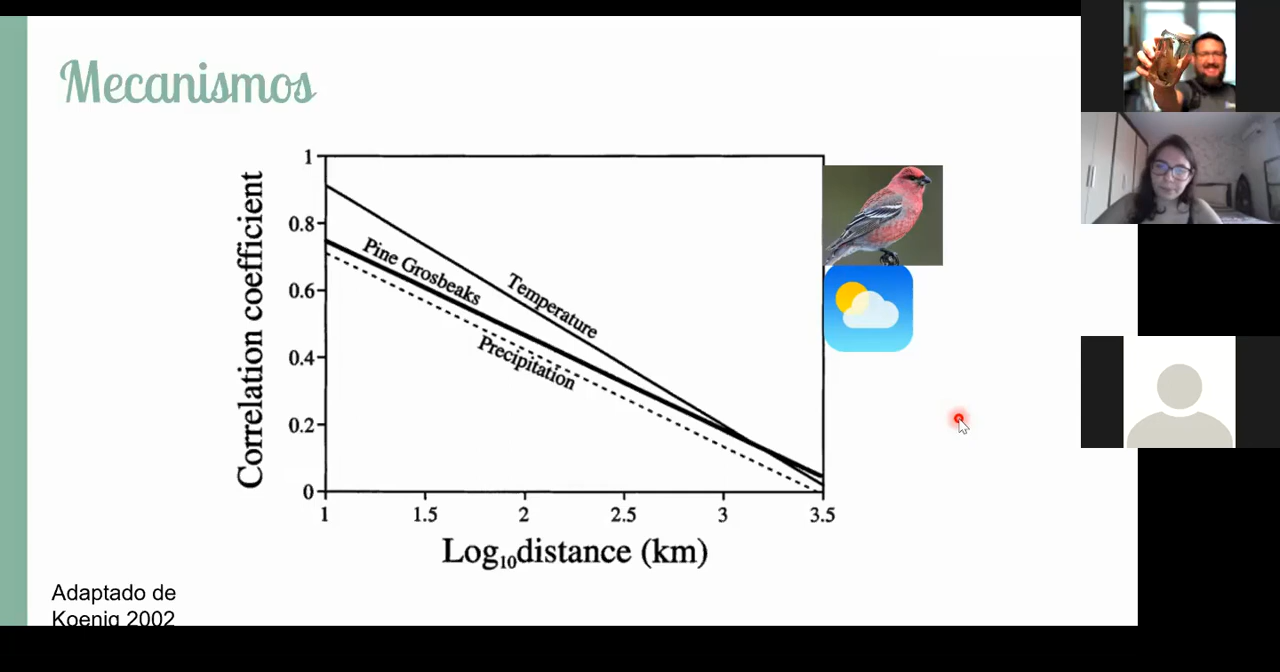 Mecanismos
Correlation coefficient
1
0.8
0.6
0.4
0.2
0
Pine Grosbeaks
Temperature
Precipitation
1
1.5
2
2.5
3
3.5
Log10distance (km)
Adaptado de
Koenig 2002